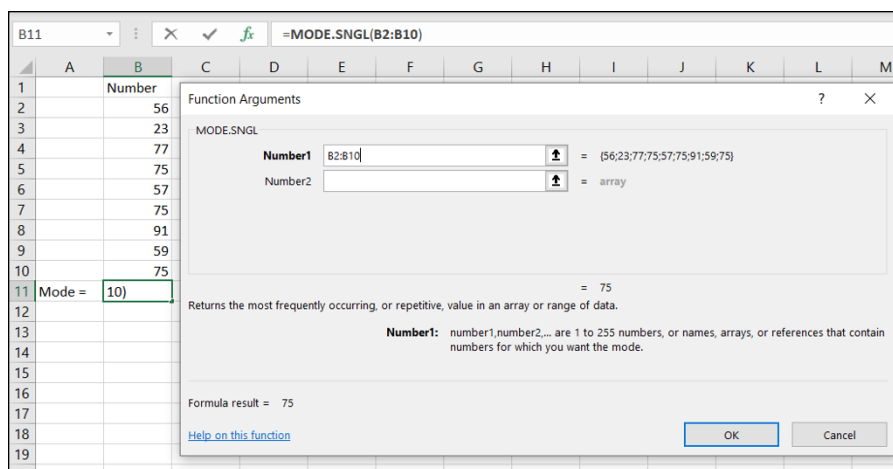 B11 =MODE.SNGL(B2:B10)
A B C D E F G H I J K L M
1 Number
2 56
3 23
4 77
5 75
6 57
7 75
8 91
9 59
10 75
11 Mode = 10)
12
13
14
15
16
17
18
19
Function Arguments ? 
MODE.SNGL
Number1 B2:B10 = {56;23;77;75;57;75;91;59;75}
Number2 = array
= 75
Returns the most frequently occurring, or repetitive, value in an array or range of data.
Number1: number1,number2,... are 1 to 255 numbers, or names, arrays, or references that contain
numbers for which you want the mode.
Formula result = 75
Help on this function OK Cancel